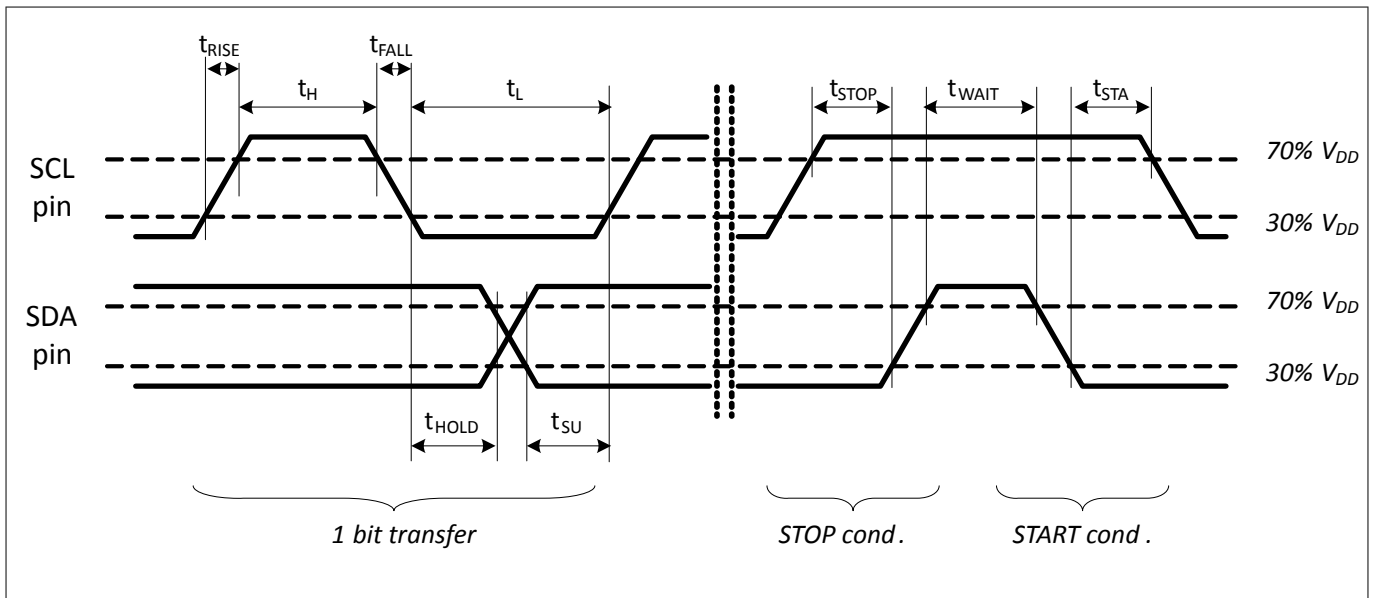 tRISE tFALL
tH tL tSTOP tWAIT tSTA
SCL pin
70% VDD
30% VDD
SDA pin
70% VDD
30% VDD
tHOLD tSU
1 bit transfer STOP cond . START cond .